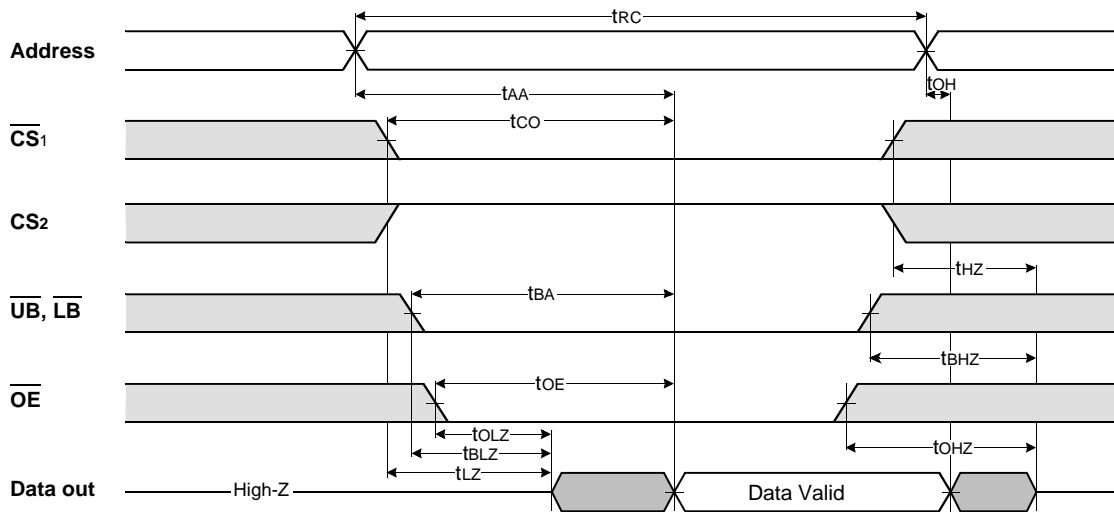 tRC
Address
tOH
tAA
tCO
CS1
CS2
tHZ
tBA
UB, LB
tBHZ
tOE
OE
tOLZ
tOHZ
tBLZ
tLZ
Data out
High-Z
Data Valid